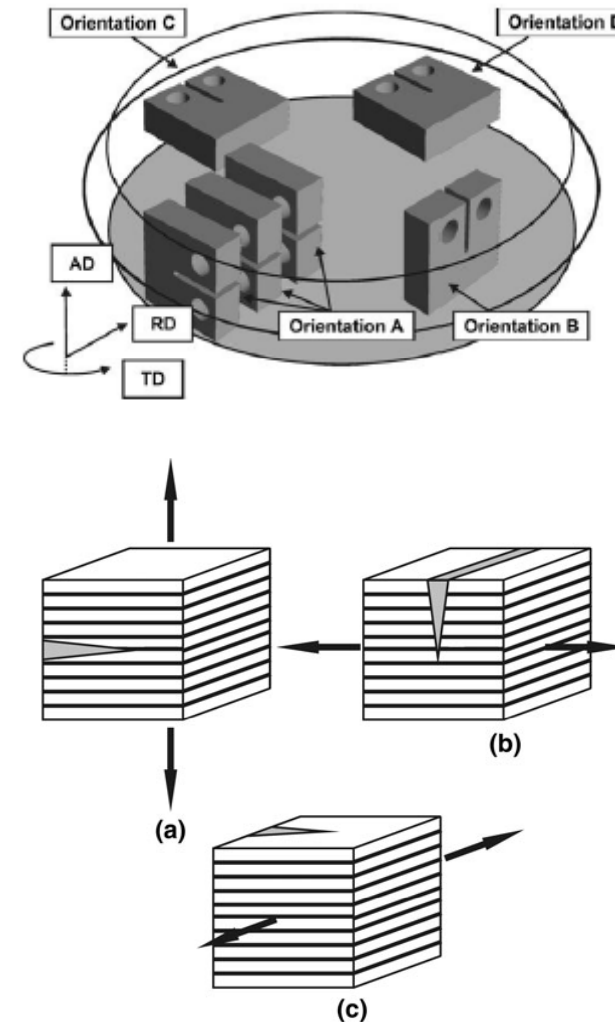 Orientation C
Orientation
AD
RD
TD
Orientation A
Orientation B
(a)
(b)
(c)